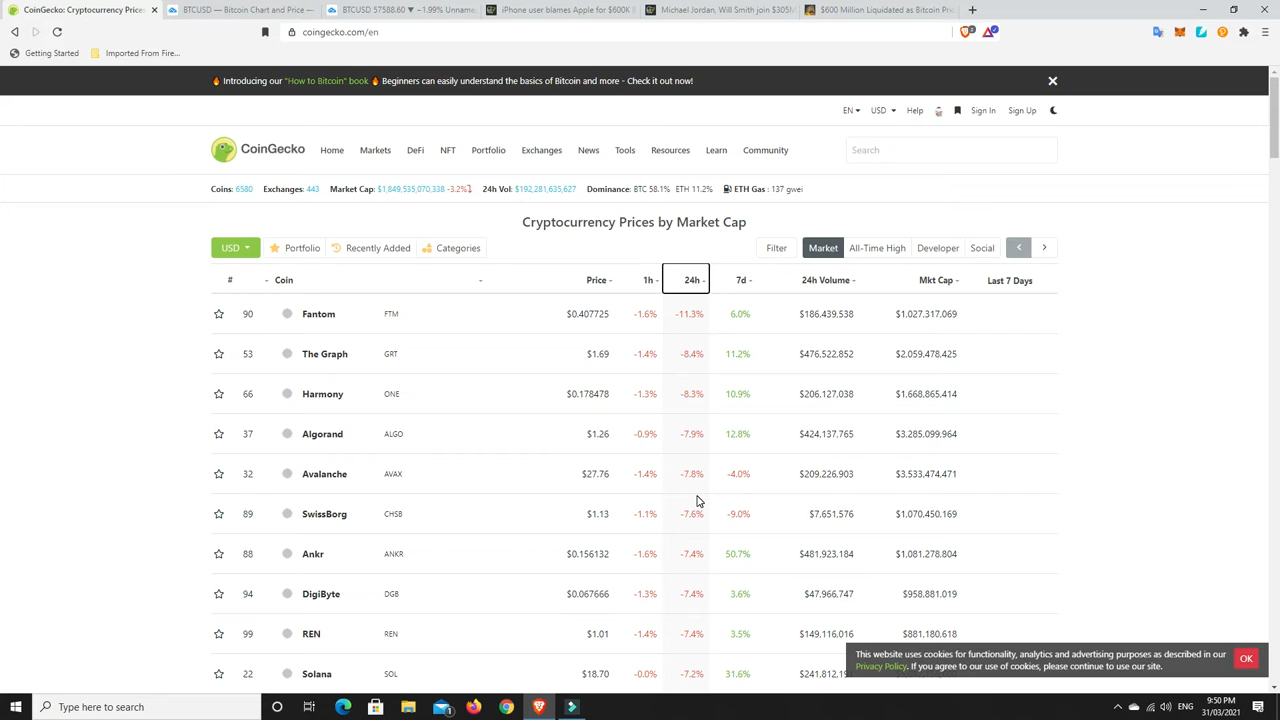 CoinGecko: Cryptocurrency Prices
BTCUSD — Bitcoin Chart and Price —
BTCUSD 57588.60 ▼ −1.99% Unname
iPhone user blames Apple for $600K
Michael Jordan, Will Smith join $305M
$600 Million Liquidated as Bitcoin Pri
coingecko.com/en
Getting Started
Imported From Fire...
Introducing our "How to Bitcoin" book Beginners can easily understand the basics of Bitcoin and more - Check it out now!
EN USD Help Sign In Sign Up
CoinGecko Home Markets DeFi NFT Portfolio Exchanges News Tools Resources Learn Community Search
Coins: 6580 Exchanges: 443 Market Cap: $1,849,535,070,338 -3.2% 24h Vol: $192,281,635,627 Dominance: BTC 58.1% ETH 11.2% ETH Gas: 137 gwei
Cryptocurrency Prices by Market Cap
USD Portfolio Recently Added Categories Filter Market All-Time High Developer Social
# Coin Price 1h 24h 7d 24h Volume Mkt Cap Last 7 Days
90 Fantom FTM $0.407725 -1.6% -11.3% 6.0% $186,439,538 $1,027,317,069
53 The Graph GRT $1.69 -1.4% -8.4% 11.2% $476,522,852 $2,059,478,425
66 Harmony ONE $0.178478 -1.3% -8.3% 10.9% $206,127,038 $1,668,865,414
37 Algorand ALGO $1.26 -0.9% -7.9% 12.8% $424,137,765 $3,285,099,964
32 Avalanche AVAX $27.76 -1.4% -7.8% -4.0% $209,226,903 $3,533,474,471
89 SwissBorg CHSB $1.13 -1.1% -7.6% -9.0% $7,651,576 $1,070,450,169
88 Ankr ANKR $0.156132 -1.6% -7.4% 50.7% $481,923,184 $1,081,278,804
94 DigiByte DGB $0.067666 -1.3% -7.4% 3.6% $47,966,747 $958,881,019
99 REN REN $1.01 -1.4% -7.4% 3.5% $149,116,016 $881,180,618
22 Solana SOL $18.70 -0.0% -7.2% 31.6%
This website uses cookies for functionality, analytics and advertising purposes as described in our
Privacy Policy. If you agree to our use of cookies, please continue to use our site.
OK
Type here to search
ENG
9:50 PM
31/03/2021